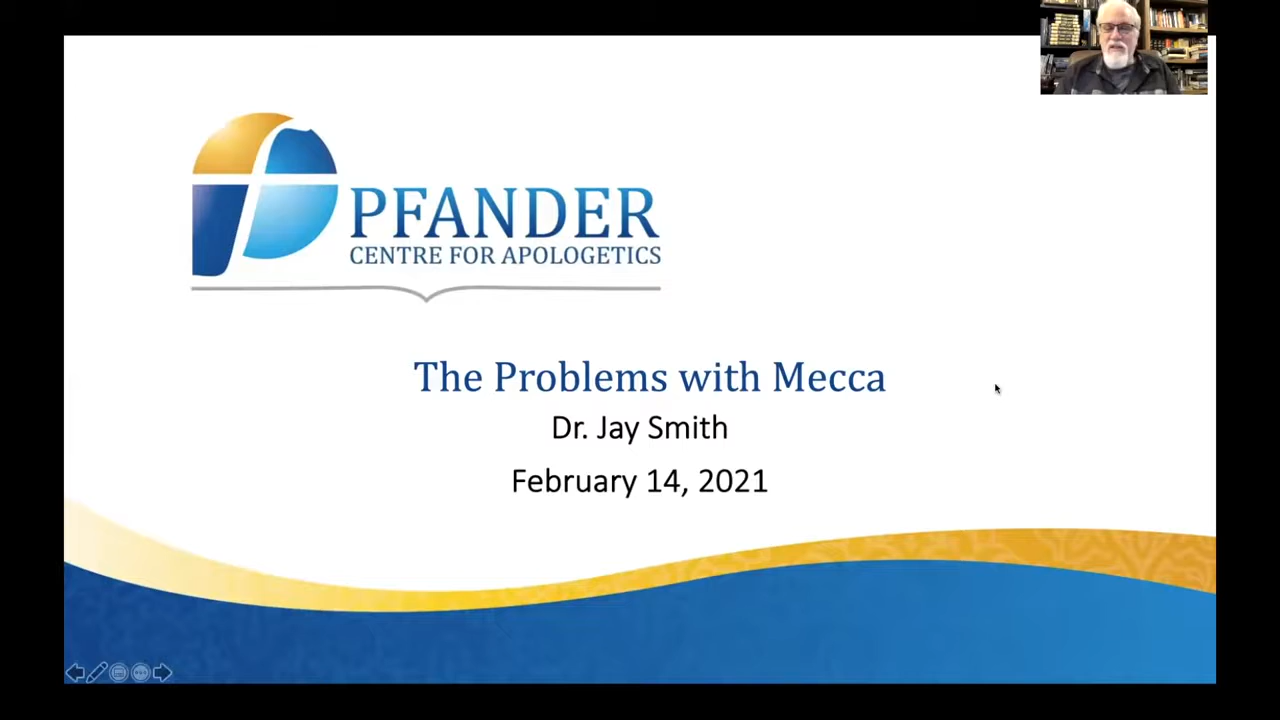 PFANDER
CENTRE FOR APOLOGETICS
The Problems with Mecca
Dr. Jay Smith
February 14, 2021